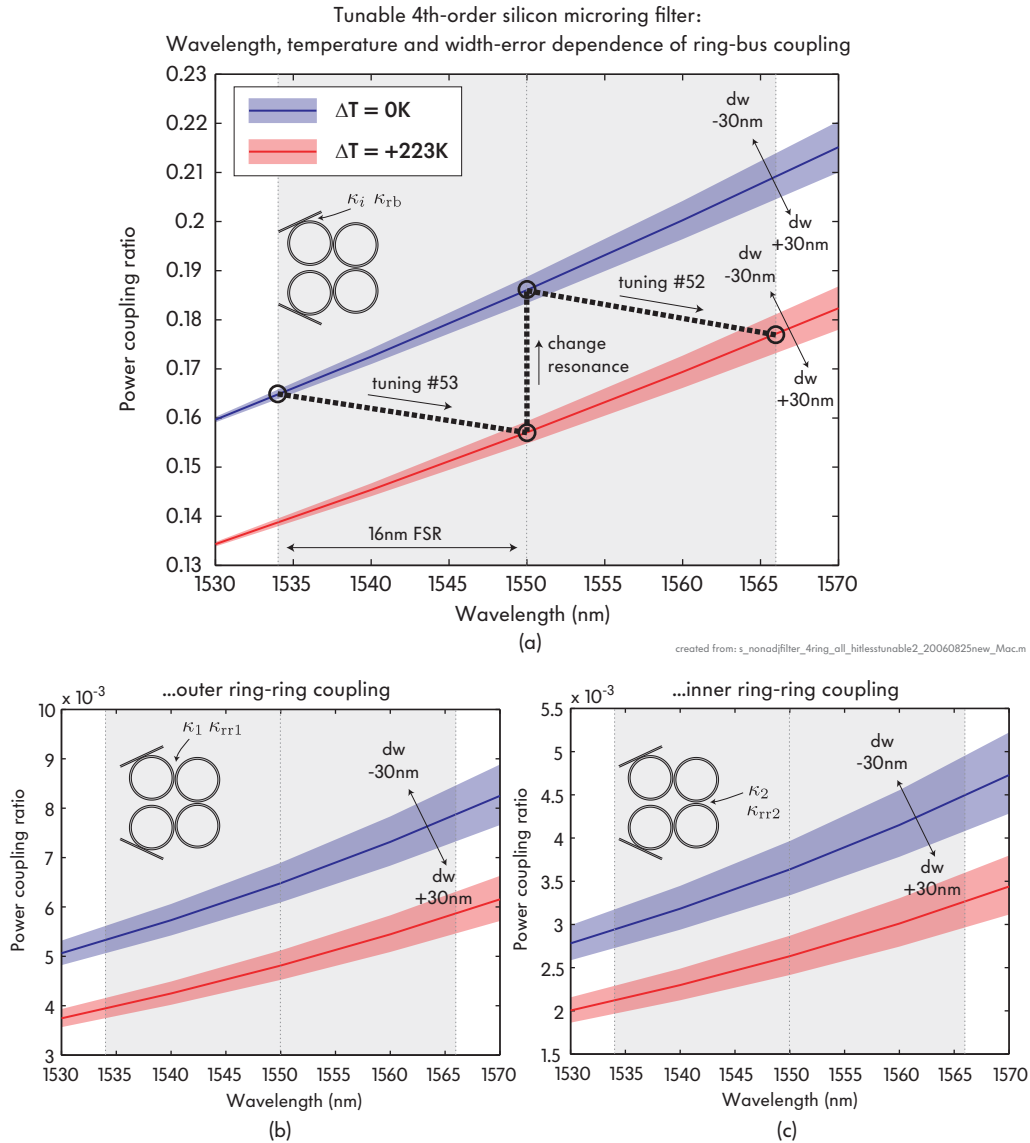 Tunable 4th-order silicon microring filter:
Wavelength, temperature and width-error dependence of ring-bus coupling
0.23
0.22
0.21
0.2
0.19
0.18
0.17
0.16
0.15
0.14
0.13
Power coupling ratio
ΔT = 0K
ΔT = +223K
κi κrb
dw
-30nm
dw
+30nm
dw
-30nm
dw
+30nm
tuning #52
change
resonance
tuning #53
16nm FSR
1530 1535 1540 1545 1550 1555 1560 1565 1570
Wavelength (nm)
(a)
created from: s_nonadjfilter_4ring_all_hitlesstunable2_20060825new_Mac.m
...outer ring-ring coupling
x 10-3
10
9
8
7
6
5
4
3
Power coupling ratio
κ1 κrr1
dw
-30nm
dw
+30nm
1530 1535 1540 1545 1550 1555 1560 1565 1570
Wavelength (nm)
(b)
...inner ring-ring coupling
x 10-3
5.5
5
4.5
4
3.5
3
2.5
2
1.5
Power coupling ratio
κ2
κrr2
dw
-30nm
dw
+30nm
1530 1535 1540 1545 1550 1555 1560 1565 1570
Wavelength (nm)
(c)